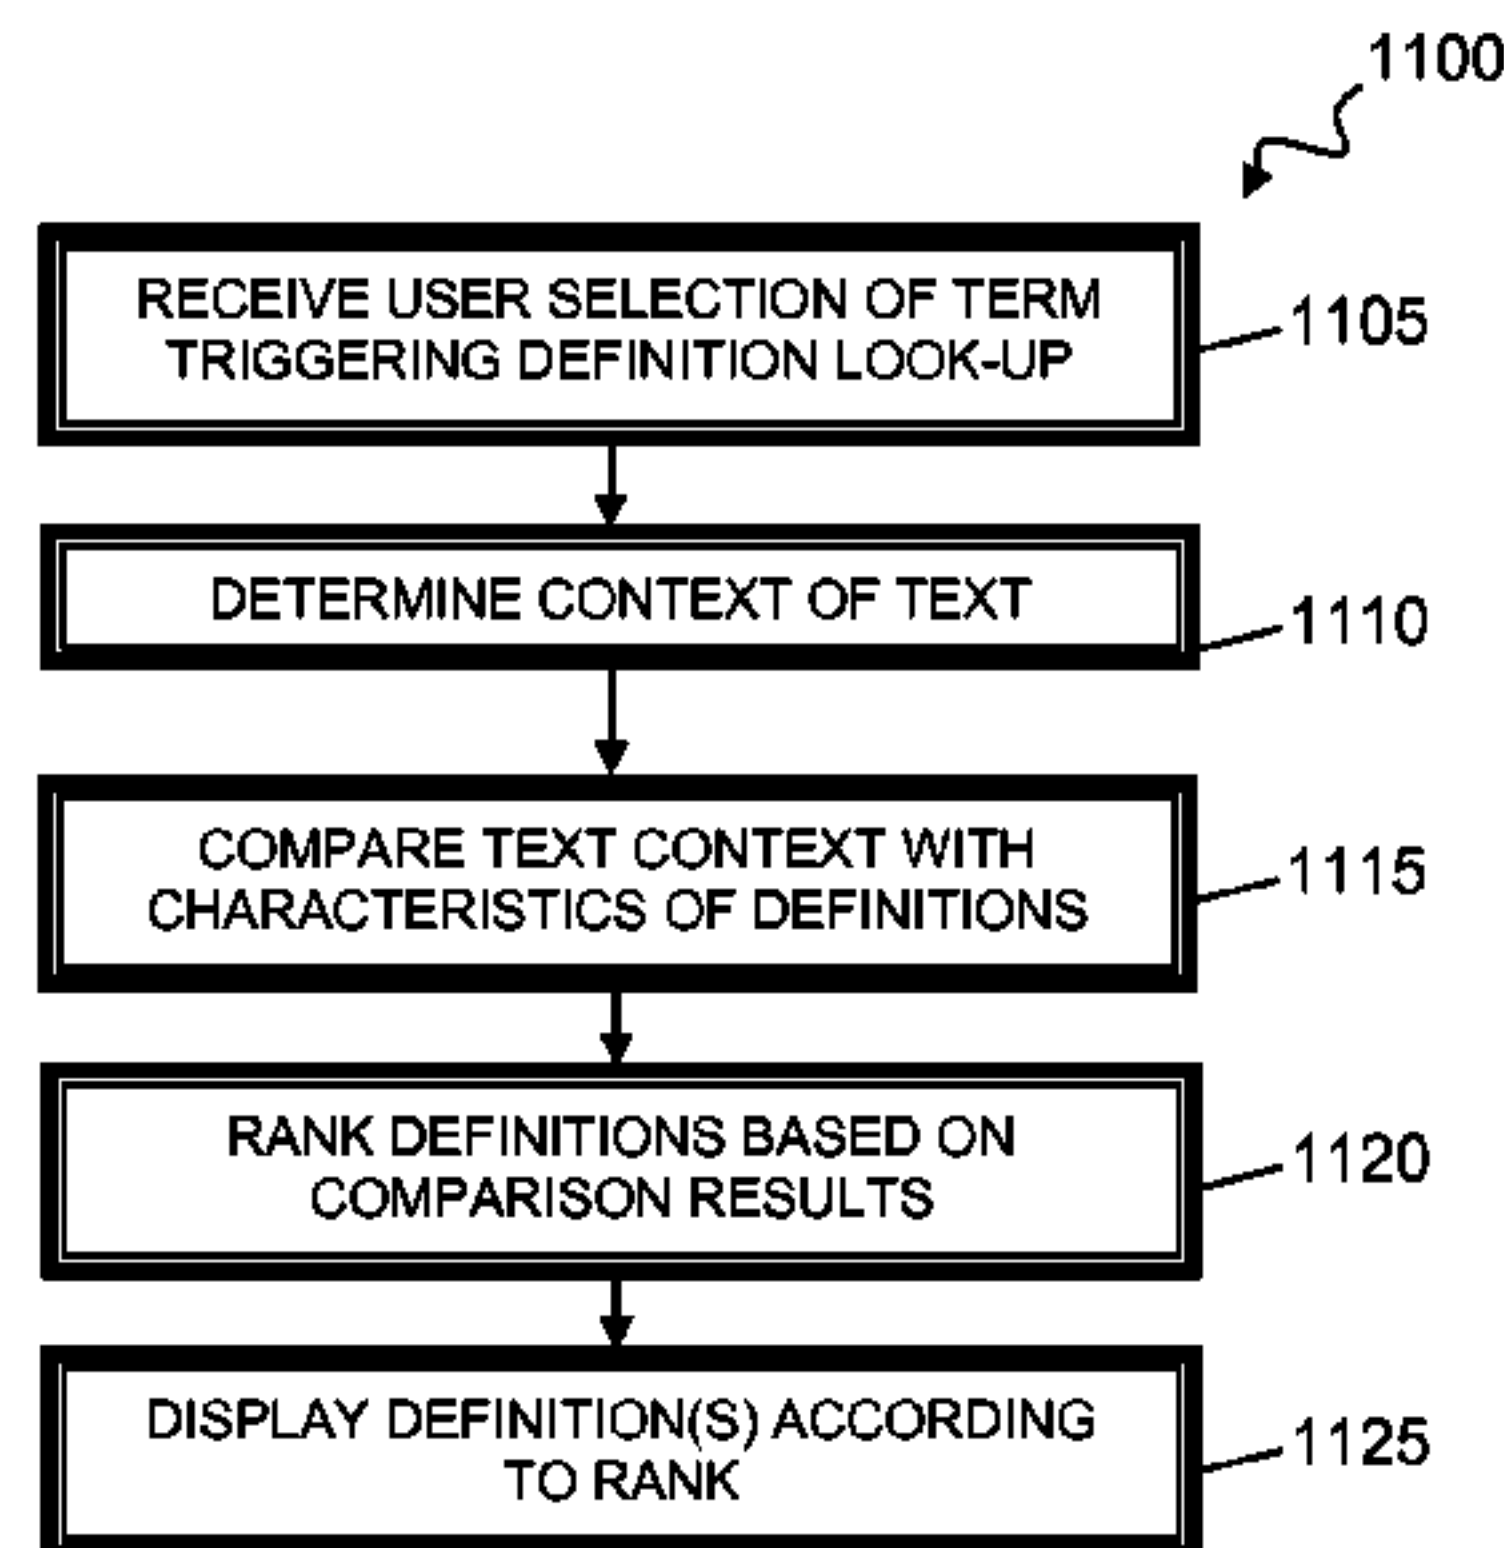 1100
RECEIVE USER SELECTION OF TERM
TRIGGERING DEFINITION LOOK-UP
1105
DETERMINE CONTEXT OF TEXT
1110
COMPARE TEXT CONTEXT WITH
CHARACTERISTICS OF DEFINITIONS
1115
RANK DEFINITIONS BASED ON
COMPARISON RESULTS
1120
DISPLAY DEFINITION(S) ACCORDING
TO RANK
1125